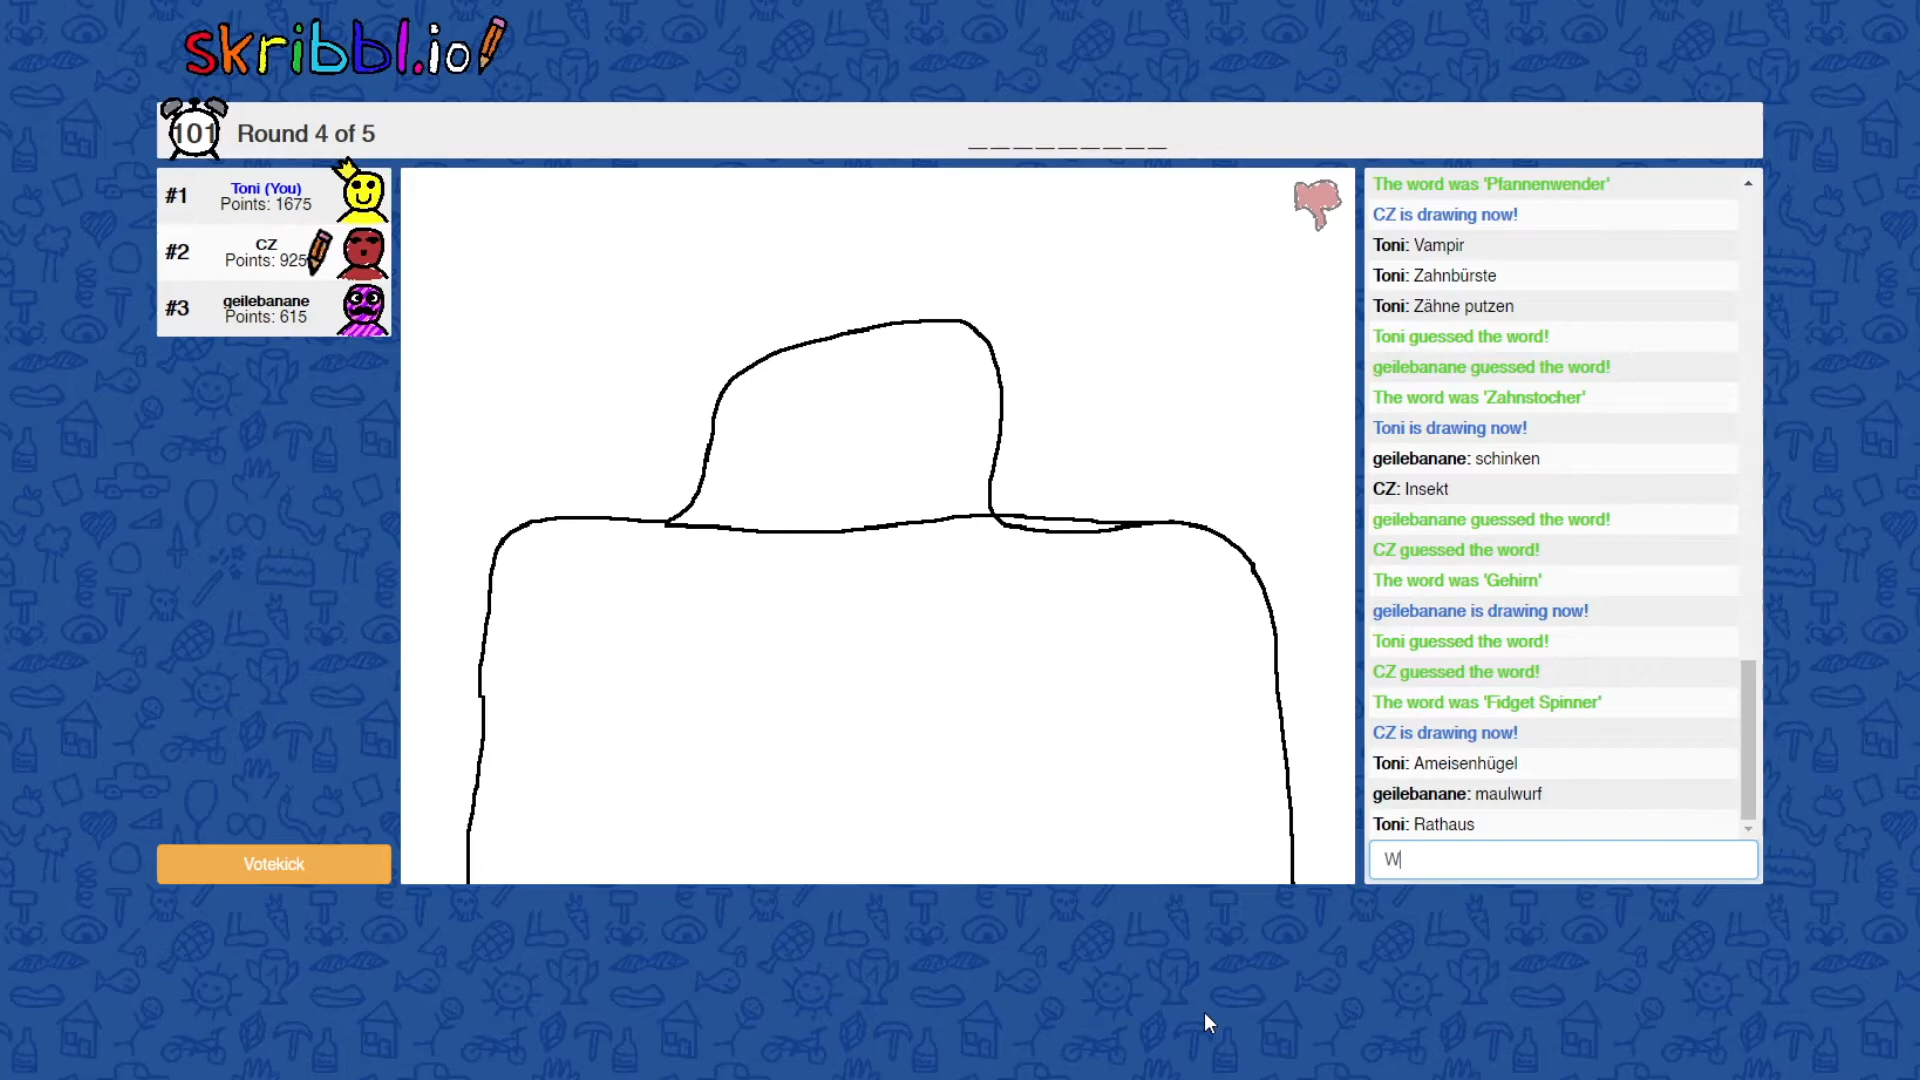 skribbl.io
101 Round 4 of 5 _________
#1 Toni (You)
Points: 1675
#2 CZ
Points: 925
#3 geilebanane
Points: 615
Votekick
The word was 'Pfannenwender'
CZ is drawing now!
Toni: Vampir
Toni: Zahnbürste
Toni: Zähne putzen
Toni guessed the word!
geilebanane guessed the word!
The word was 'Zahnstocher'
Toni is drawing now!
geilebanane: schinken
CZ: Insekt
geilebanane guessed the word!
CZ guessed the word!
The word was 'Gehirn'
geilebanane is drawing now!
Toni guessed the word!
CZ guessed the word!
The word was 'Fidget Spinner'
CZ is drawing now!
Toni: Ameisenhügel
geilebanane: maulwurf
Toni: Rathaus
W